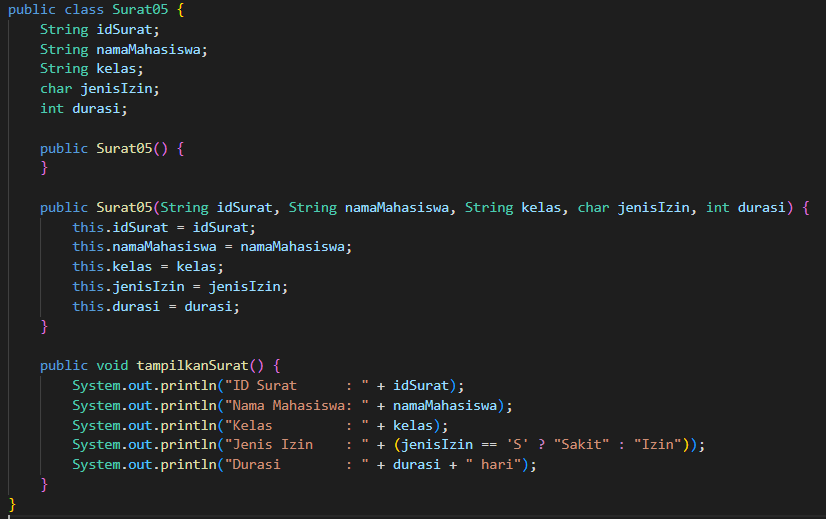 public class Surat05 {
    String idSurat;
    String namaMahasiswa;
    String kelas;
    char jenisIzin;
    int durasi;

    public Surat05() {
    }

    public Surat05(String idSurat, String namaMahasiswa, String kelas, char jenisIzin, int durasi) {
        this.idSurat = idSurat;
        this.namaMahasiswa = namaMahasiswa;
        this.kelas = kelas;
        this.jenisIzin = jenisIzin;
        this.durasi = durasi;
    }

    public void tampilkanSurat() {
        System.out.println("ID Surat      : " + idSurat);
        System.out.println("Nama Mahasiswa: " + namaMahasiswa);
        System.out.println("Kelas         : " + kelas);
        System.out.println("Jenis Izin    : " + (jenisIzin == 'S' ? "Sakit" : "Izin"));
        System.out.println("Durasi        : " + durasi + " hari");
    }
}